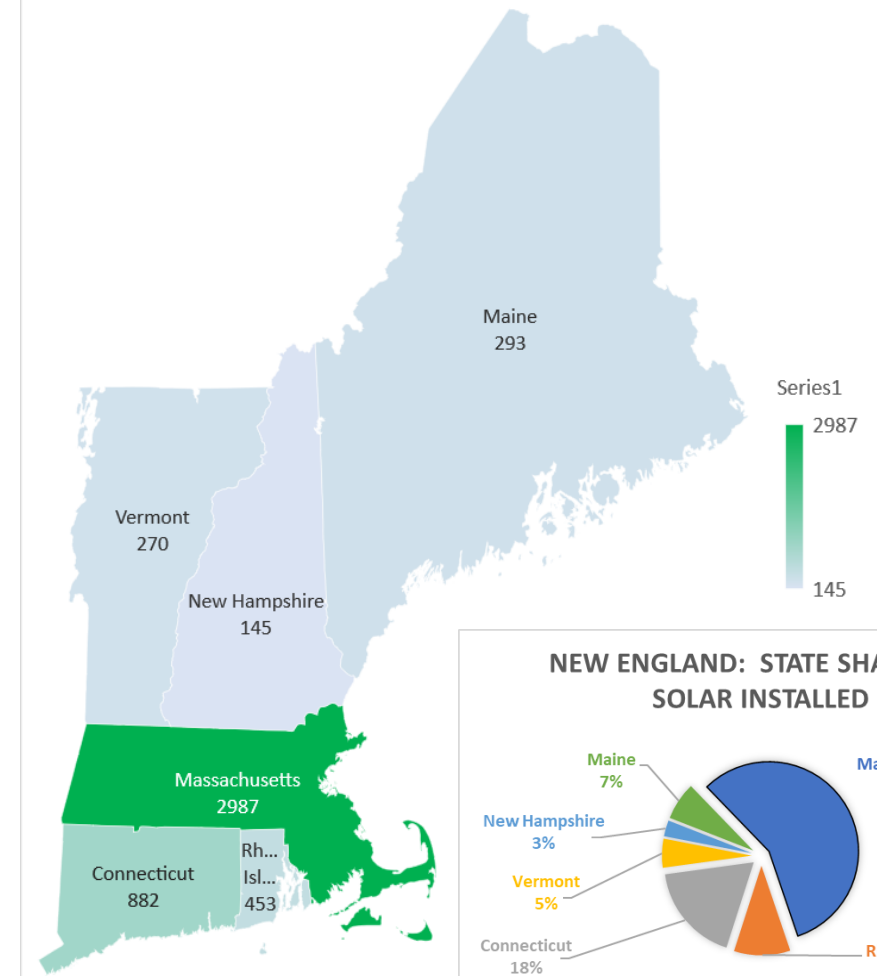 Maine
293
Series1
2987
145
Vermont
270
New Hampshire
145
Massachusetts
2987
Connecticut
882
Rh...
Isl...
453
NEW ENGLAND: STATE SHA
SOLAR INSTALLED
Maine
7%
Ma
New Hampshire
3%
Vermont
5%
Connecticut
18%
R